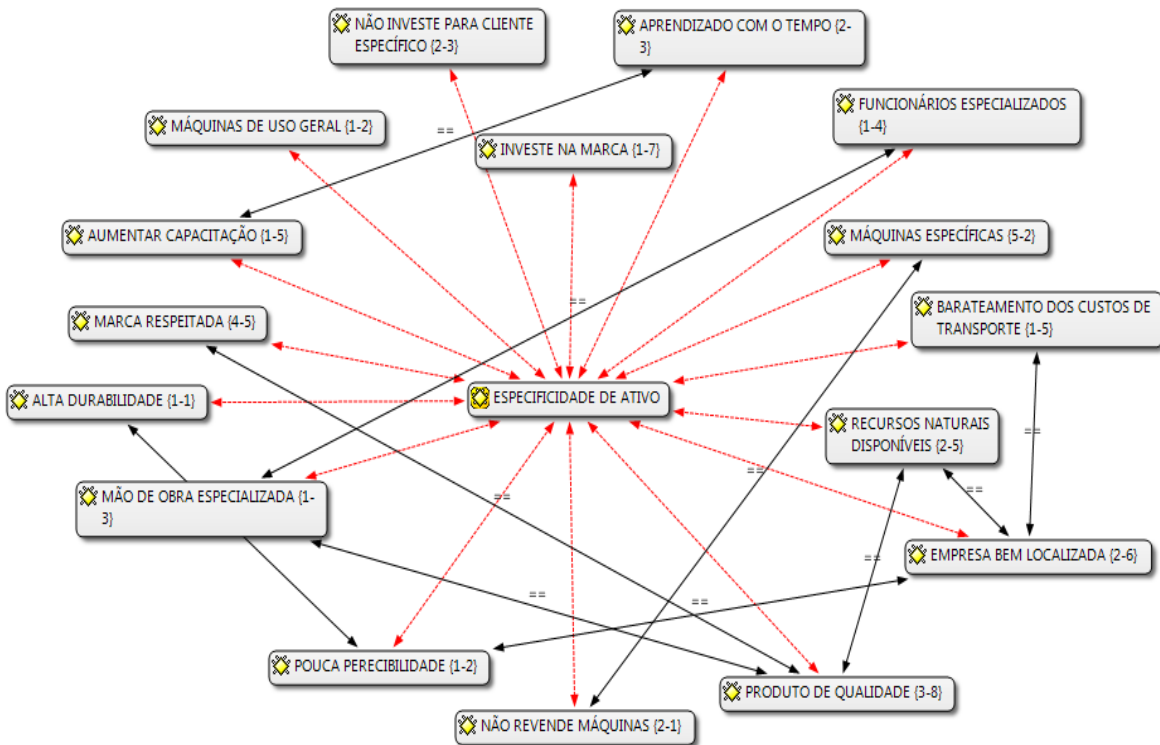 NÃO INVESTE PARA CLIENTE
ESPECÍFICO {2-3}
APRENDIZADO COM O TEMPO {2-
3}
FUNCIONÁRIOS ESPECIALIZADOS
{1-4}
MÁQUINAS DE USO GERAL {1-2}
==
INVESTE NA MARCA {1-7}
AUMENTAR CAPACITAÇÃO {1-5}
MÁQUINAS ESPECÍFICAS {5-2}
==
MARCA RESPEITADA {4-5}
BARATEAMENTO DOS CUSTOS DE
TRANSPORTE {1-5}
ALTA DURABILIDADE {1-1}
ESPECIFICIDADE DE ATIVO
RECURSOS NATURAIS
DISPONÍVEIS {2-5}
==
==
==
==
MÃO DE OBRA ESPECIALIZADA {1-
3}
==
EMPRESA BEM LOCALIZADA {2-6}
==
==
==
POUCA PERECIBILIDADE {1-2}
PRODUTO DE QUALIDADE {3-8}
NÃO REVENDE MÁQUINAS {2-1}